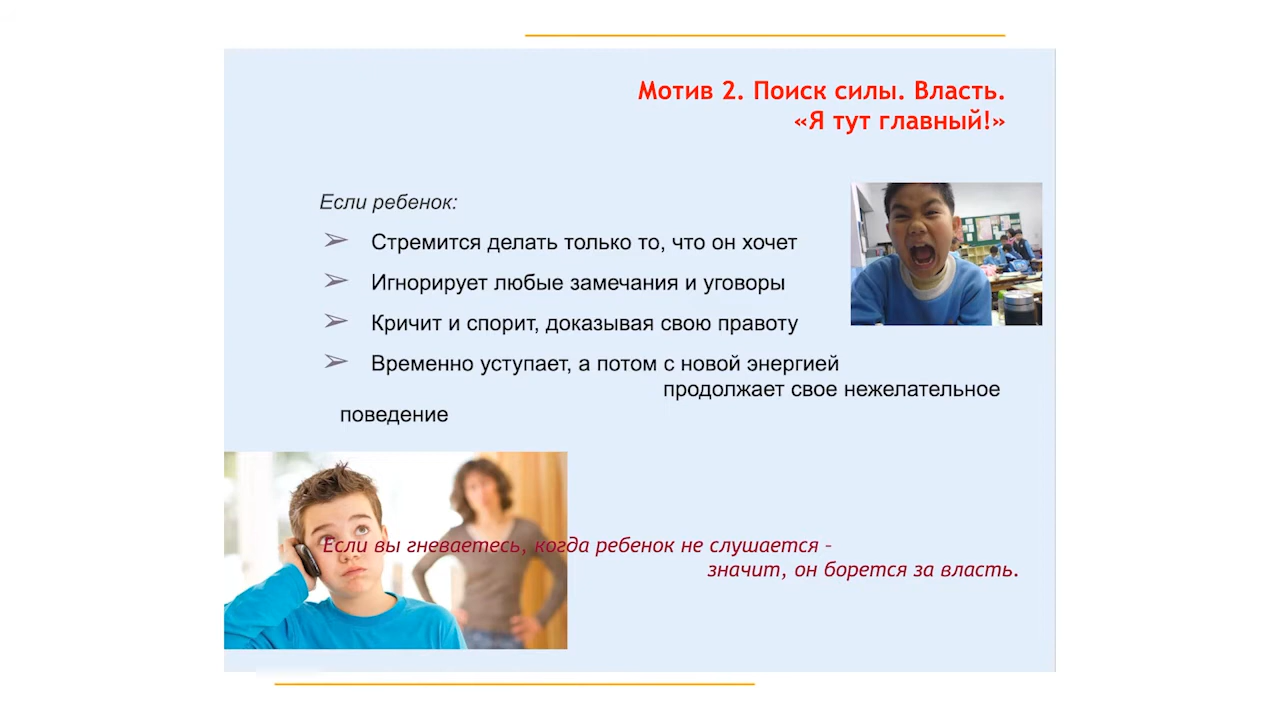 Мотив 2. Поиск силы. Власть.
«Я тут главный!»
Если ребенок:
➢ Стремится делать только то, что он хочет
➢ Игнорирует любые замечания и уговоры
➢ Кричит и спорит, доказывая свою правоту
➢ Временно уступает, а потом с новой энергией
продолжает свое нежелательное
поведение
Если вы гневаетесь, когда ребенок не слушается –
значит, он борется за власть.